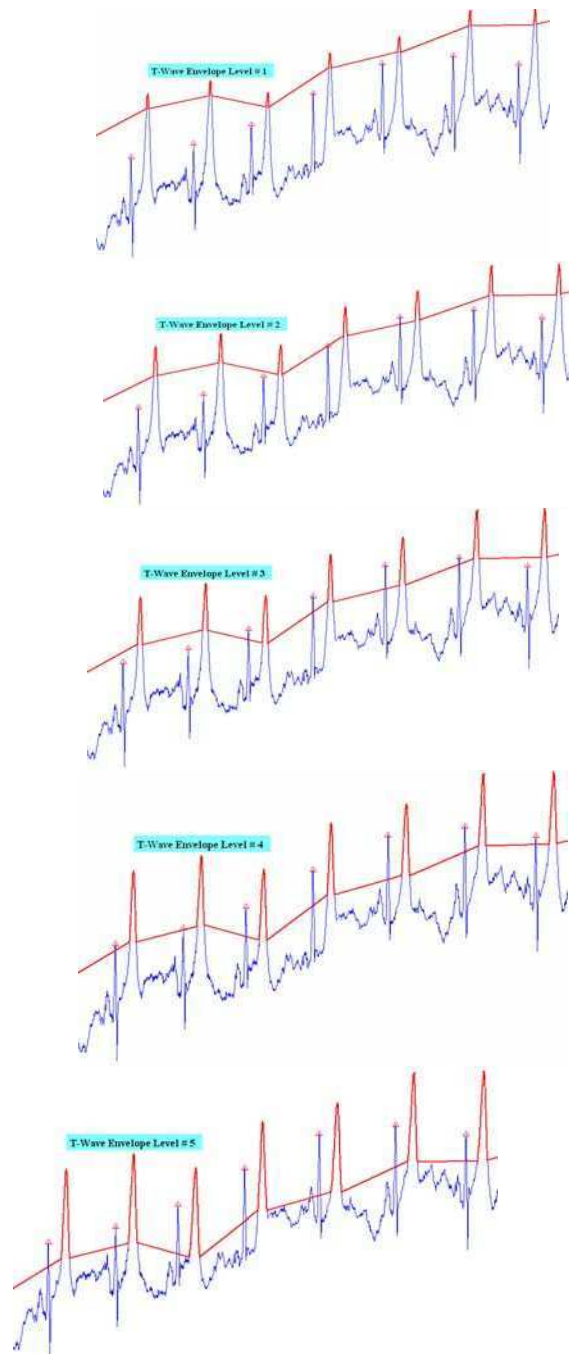 T-Wave Envelope Level # 1
T-Wave Envelope Level # 2
T-Wave Envelope Level # 3
T-Wave Envelope Level # 4
T-Wave Envelope Level # 5